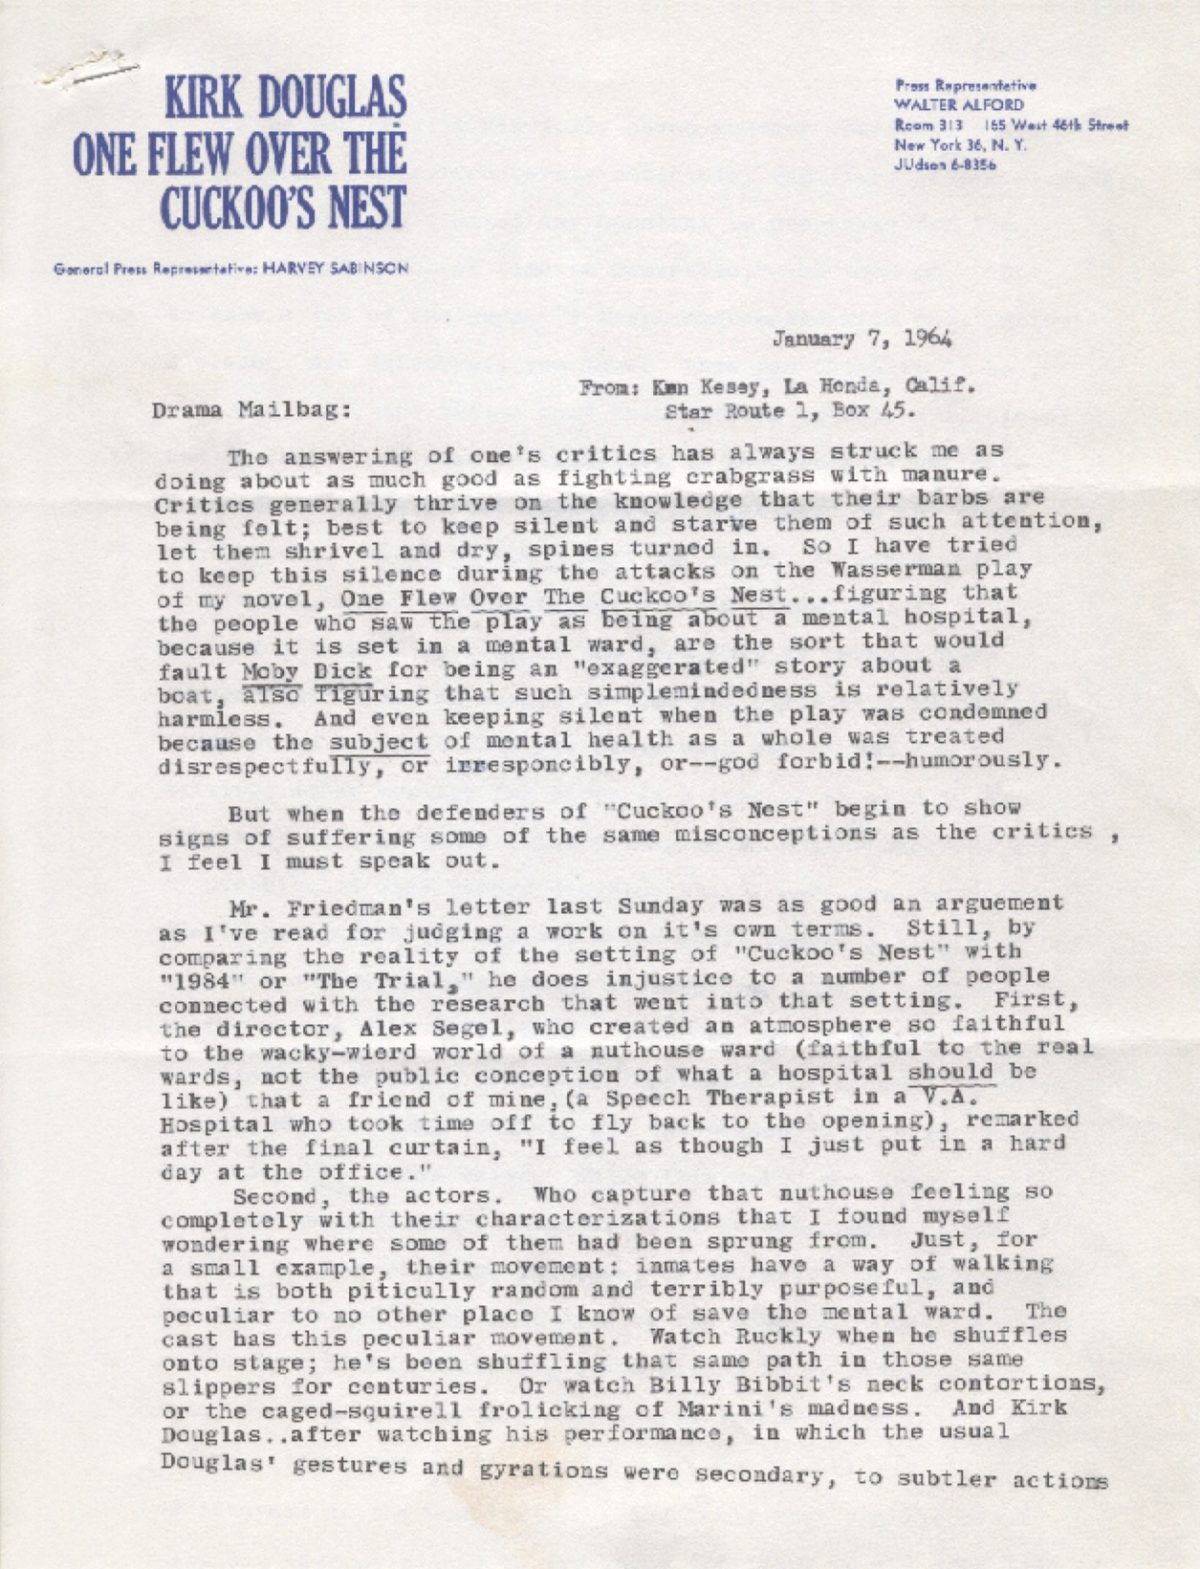 KIRK DOUGLAS
ONE FLEW OVER THE
CUCKOO'S NEST
General Press Representative: HARVEY SABINSON
Press Representative
WALTER ALFORD
Room 313 165 West 46th Street
New York 36, N. Y.
JUdson 6-8356
January 7, 1964
From: Ken Kesey, La Honda, Calif.
Star Route 1, Box 45.
Drama Mailbag:
The answering of one's critics has always struck me as
doing about as much good as fighting crabgrass with manure.
Critics generally thrive on the knowledge that their barbs are
being felt; best to keep silent and starve them of such attention,
let them shrivel and dry, spines turned in. So I have tried
to keep this silence during the attacks on the Wasserman play
of my novel, One Flew Over The Cuckoo's Nest...figuring that
the people who saw the play as being about a mental hospital,
because it is set in a mental ward, are the sort that would
fault Moby Dick for being an "exaggerated" story about a
boat, also figuring that such simplemindedness is relatively
harmless. And even keeping silent when the play was condemned
because the subject of mental health as a whole was treated
disrespectfully, or irresponcibly, or--god forbid!--humorously.
But when the defenders of "Cuckoo's Nest" begin to show
signs of suffering some of the same misconceptions as the critics ,
I feel I must speak out.
Mr. Friedman's letter last Sunday was as good an arguement
as I've read for judging a work on it's own terms. Still, by
comparing the reality of the setting of "Cuckoo's Nest" with
"1984" or "The Trial," he does injustice to a number of people
connected with the research that went into that setting. First,
the director, Alex Segel, who created an atmosphere so faithful
to the wacky-wierd world of a nuthouse ward (faithful to the real
wards, not the public conception of what a hospital should be
like) that a friend of mine, (a Speech Therapist in a V.A.
Hospital who took time off to fly back to the opening), remarked
after the final curtain, "I feel as though I just put in a hard
day at the office."
Second, the actors. Who capture that nuthouse feeling so
completely with their characterizations that I found myself
wondering where some of them had been sprung from. Just, for
a small example, their movement: inmates have a way of walking
that is both piticully random and terribly purposeful, and
peculiar to no other place I know of save the mental ward. The
cast has this peculiar movement. Watch Ruckly when he shuffles
onto stage; he's been shuffling that same path in those same
slippers for centuries. Or watch Billy Bibbit's neck contortions,
or the caged-squirell frolicking of Marini's madness. And Kirk
Douglas..after watching his performance, in which the usual
Douglas' gestures and gyrations were secondary, to subtler actions